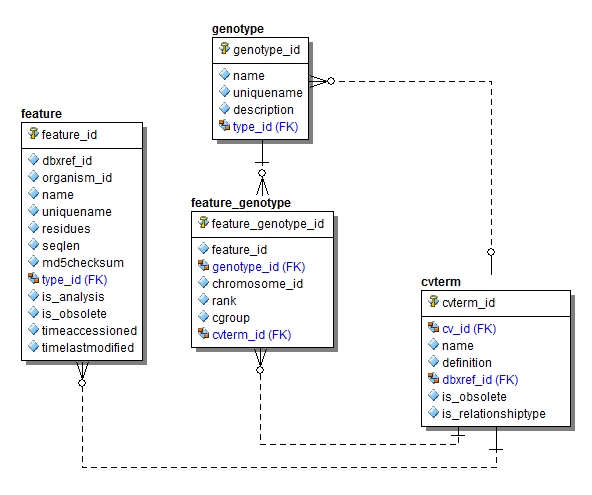 genotype
genotype_id
name
uniquename
description
type_id (FK)
feature
feature_id
dbxref_id
organism_id
name
uniquename
residues
seqlen
md5checksum
type_id (FK)
is_analysis
is_obsolete
timeaccessioned
timelastmodified
feature_genotype
feature_genotype_id
feature_id
genotype_id (FK)
chromosome_id
rank
cgroup
cvterm_id (FK)
cvterm
cvterm_id
cv_id (FK)
name
definition
dbxref_id (FK)
is_obsolete
is_relationshiptype